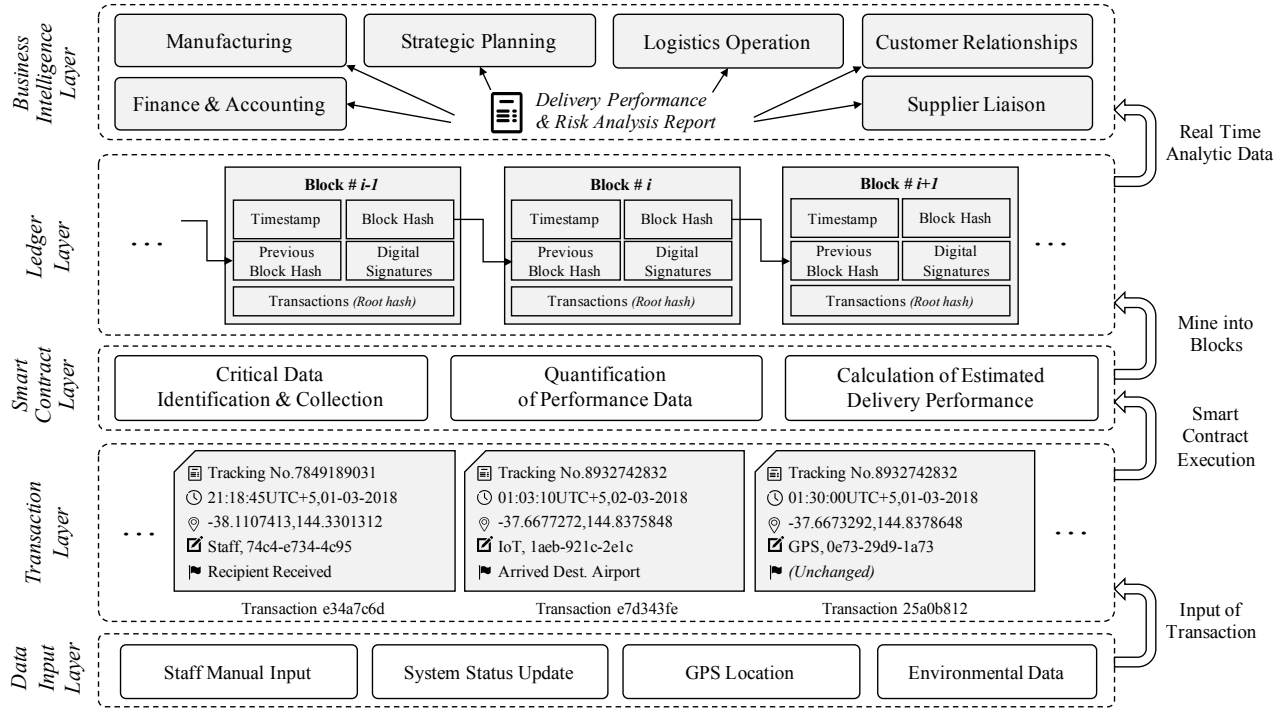 Business
Intelligence
Layer
Manufacturing
Strategic Planning
Logistics Operation
Customer Relationships
Finance & Accounting
Delivery Performance
& Risk Analysis Report
Supplier Liaison
Real Time
Analytic Data
Ledger
Layer
. . .
Block # i-1
Timestamp
Block Hash
Previous
Block Hash
Digital
Signatures
Transactions (Root hash)
Block # i
Timestamp
Block Hash
Previous
Block Hash
Digital
Signatures
Transactions (Root hash)
Block # i+1
Timestamp
Block Hash
Previous
Block Hash
Digital
Signatures
Transactions (Root hash)
. . .
Mine into
Blocks
Smart
Contract
Layer
Critical Data
Identification & Collection
Quantification
of Performance Data
Calculation of Estimated
Delivery Performance
Smart
Contract
Execution
Transaction
Layer
. . .
Tracking No.7849189031
21:18:45UTC+5,01-03-2018
-38.1107413,144.3301312
Staff, 74c4-e734-4c95
Recipient Received
Transaction e34a7c6d
Tracking No.8932742832
01:03:10UTC+5,02-03-2018
-37.6677272,144.8375848
IoT, 1aeb-921c-2e1c
Arrived Dest. Airport
Transaction e7d343fe
Tracking No.8932742832
01:30:00UTC+5,01-03-2018
-37.6673292,144.8378648
GPS, 0e73-29d9-1a73
(Unchanged)
Transaction 25a0b812
. . .
Input of
Transaction
Data
Input
Layer
Staff Manual Input
System Status Update
GPS Location
Environmental Data